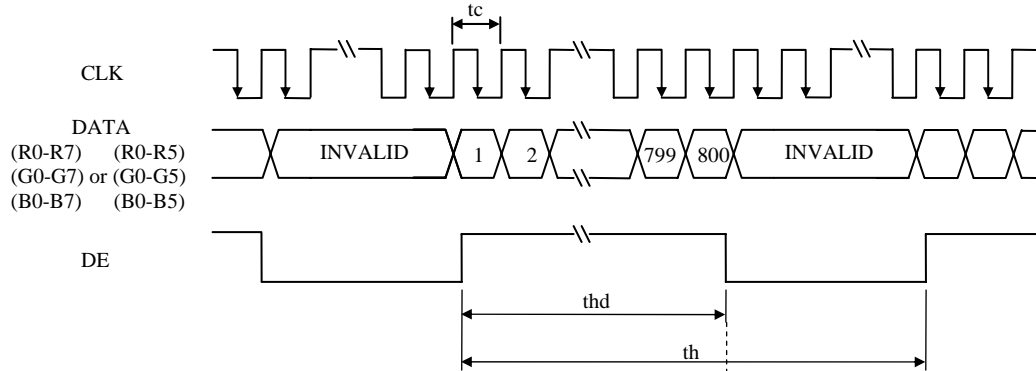 tc
CLK
DATA
(R0-R7) (R0-R5)
(G0-G7) or (G0-G5)
(B0-B7) (B0-B5)
INVALID 1 2 799 800 INVALID
DE
thd
th